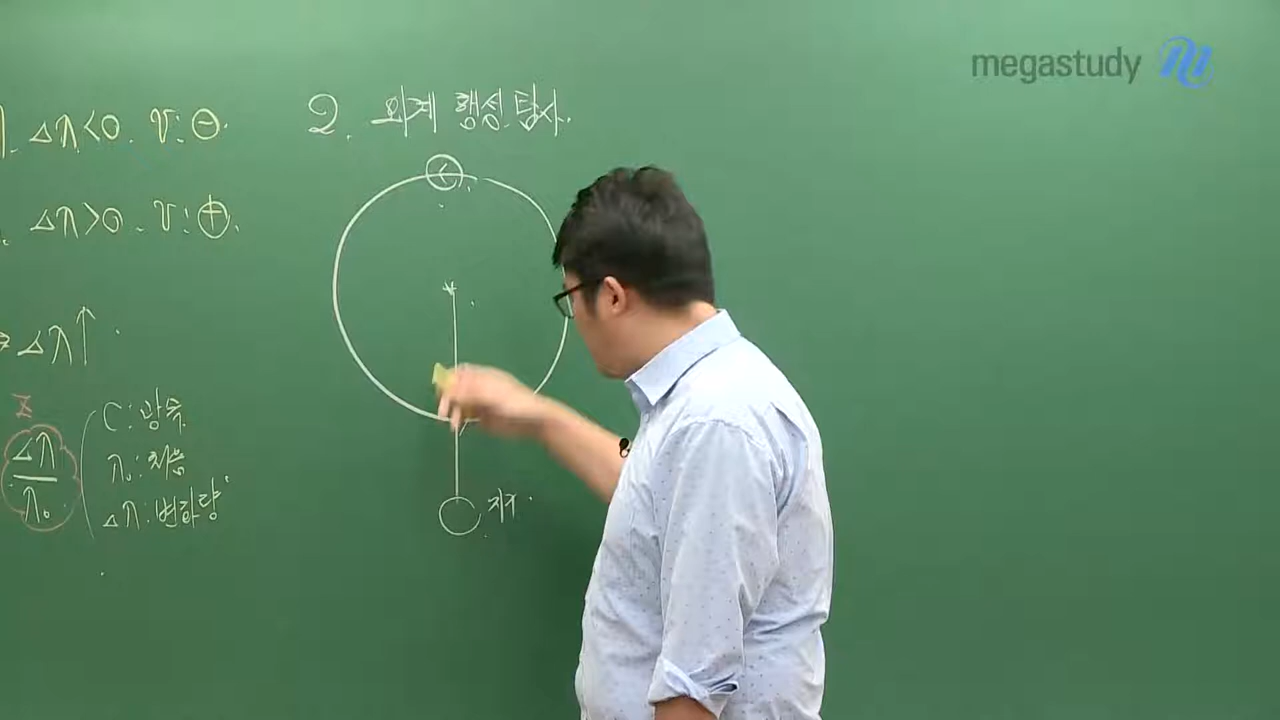 megastudy
Δλ<0. V:⊖.
Δλ>0. V:⊕.
Δλ↑
Z
Δλ
λ₀
C:광속
λ₀:처음
Δλ:변화량
2. 외계 행성 탐사.
지구